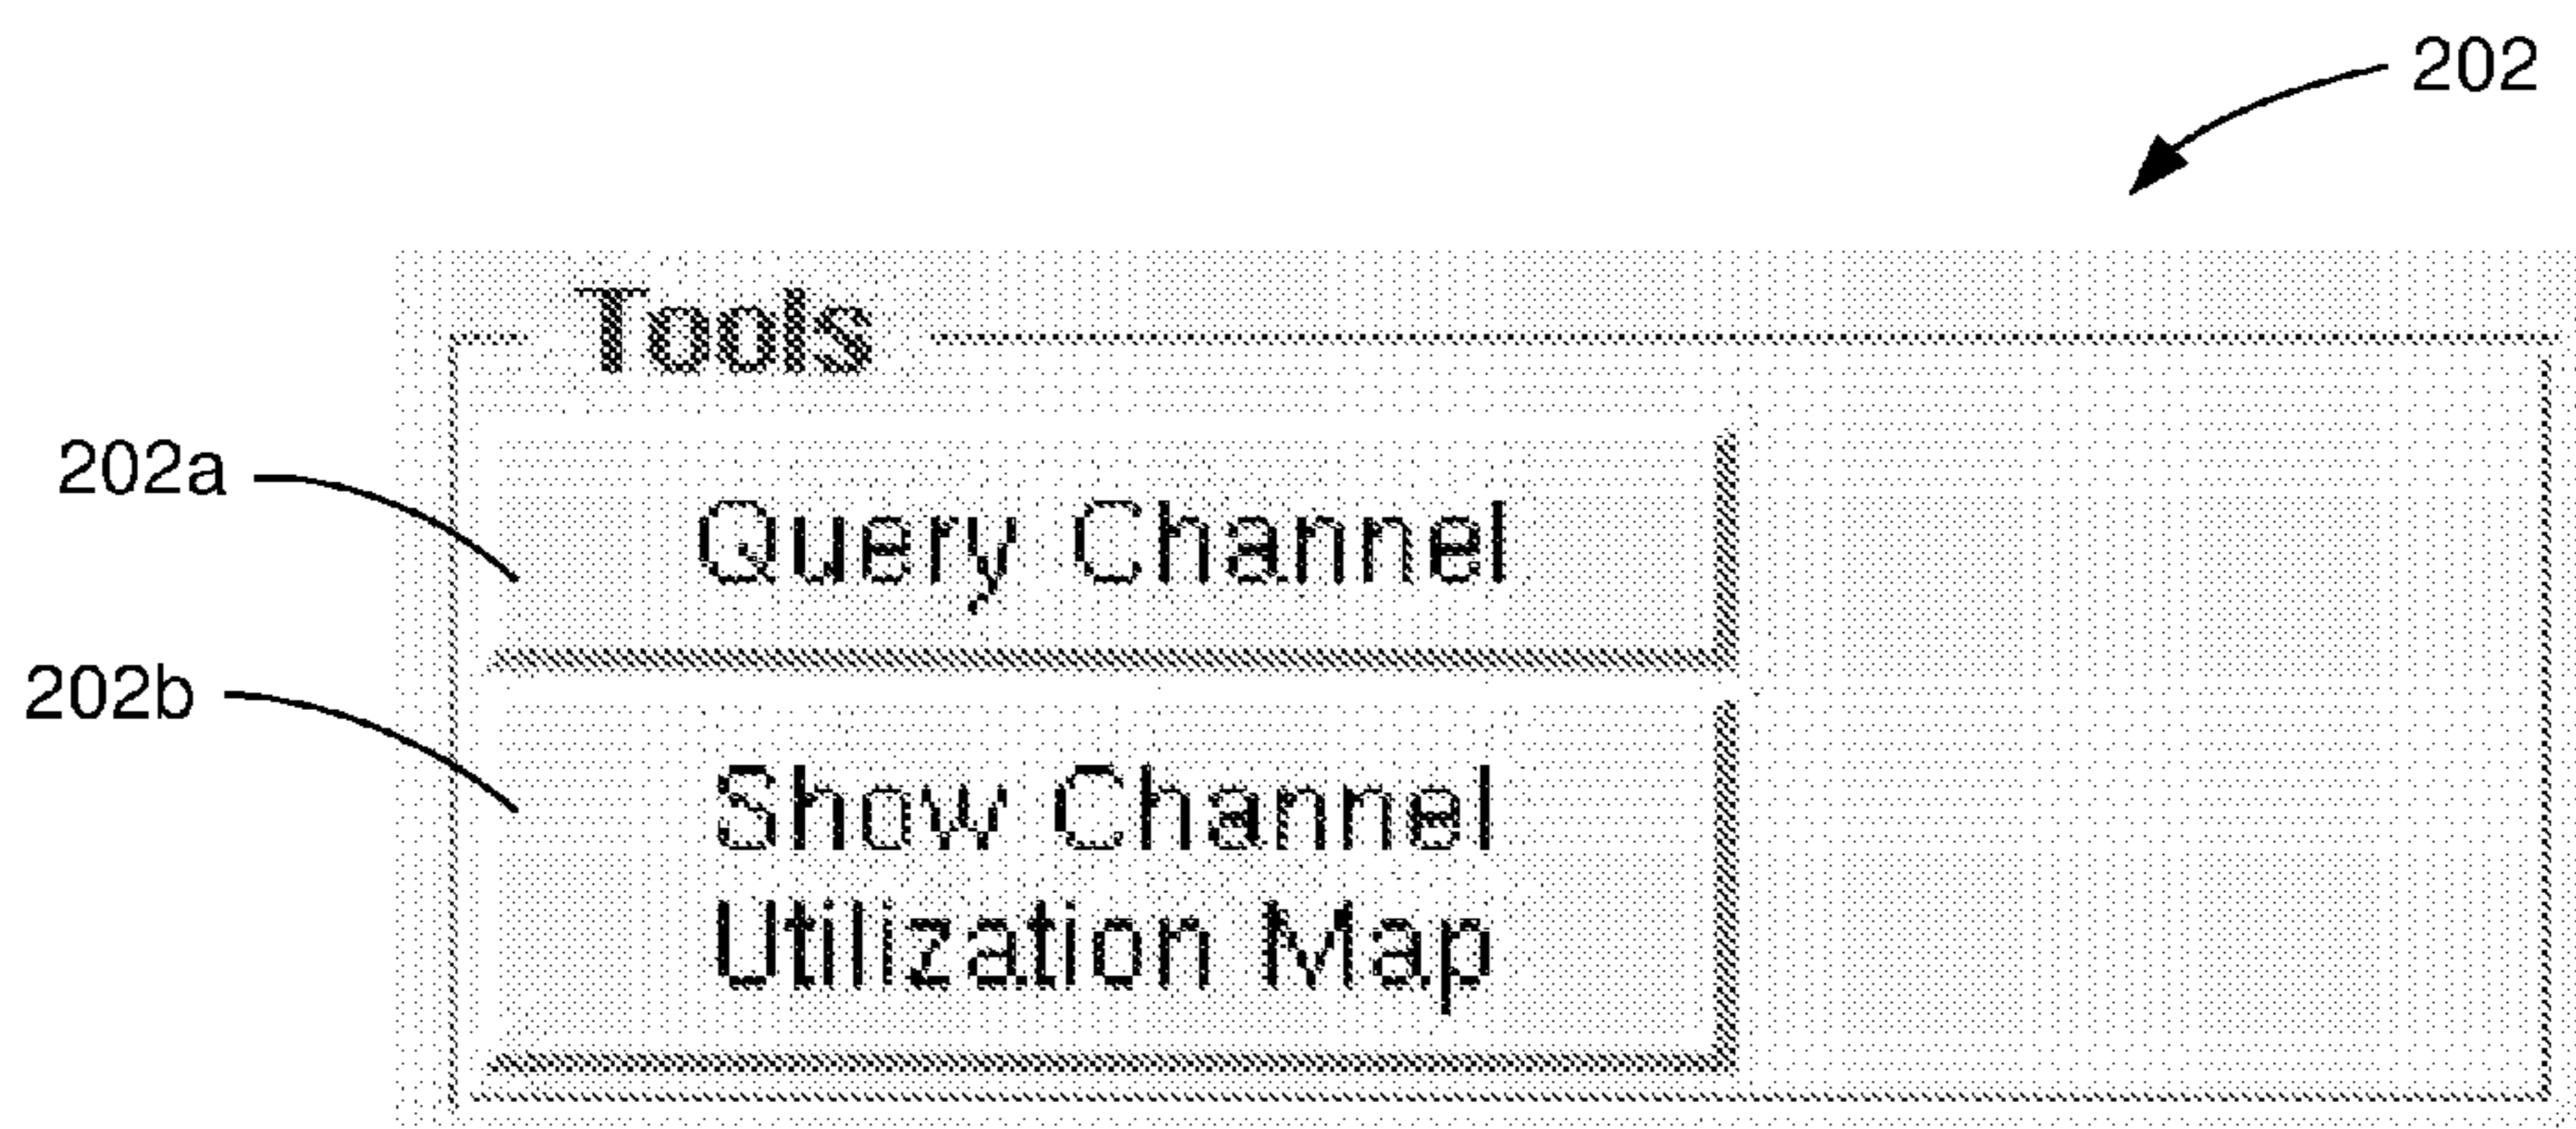 202
Tools
202a
Query Channel
202b
Show Channel
Utilization Map